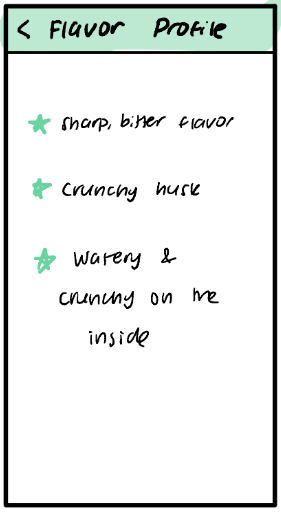 < Flavor Profile
sharp, bitter flavor
Crunchy husk
Watery &
crunchy on the
inside